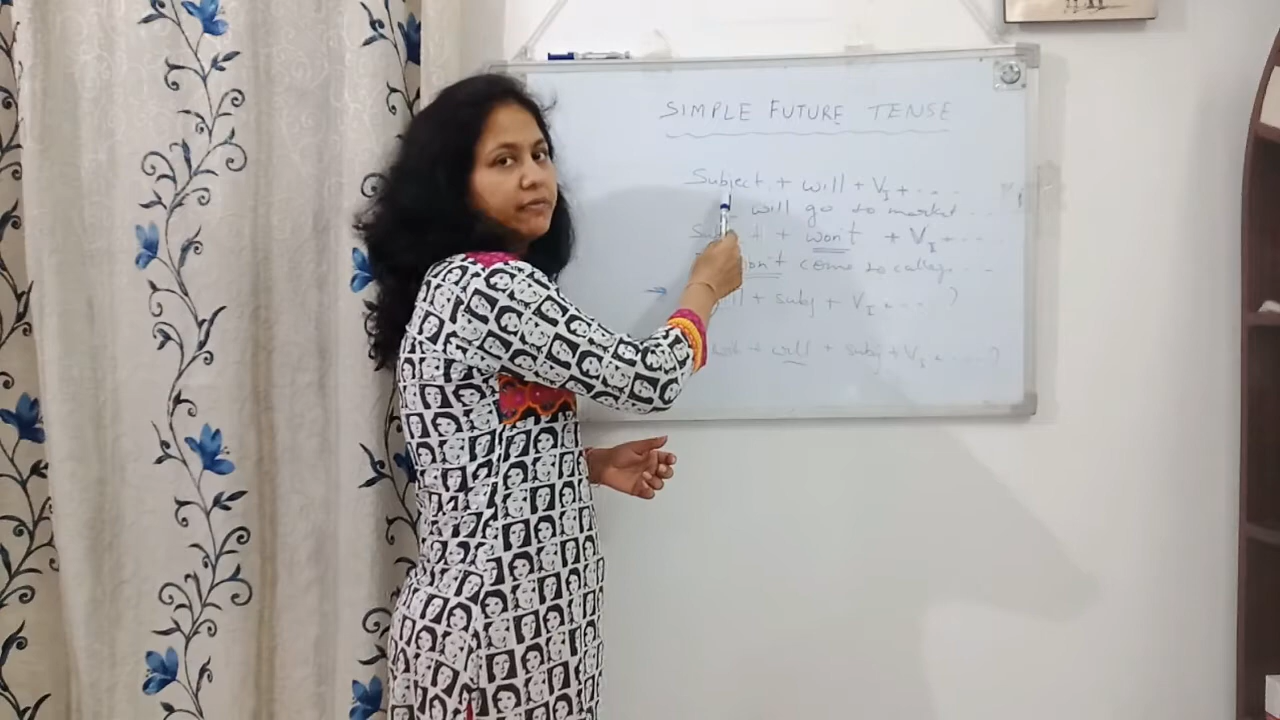 SIMPLE FUTURE TENSE
Subject + will + V1 + ....
will go to market ...
+ won't + V1 + ....
come to college ...
+ subj + V1 + ... ?
+ will + subj + V1 + ..... ?